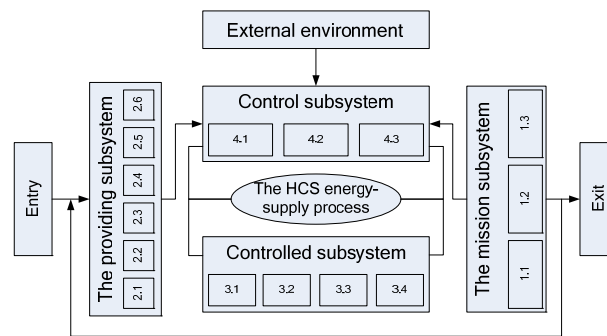 External environment
Control subsystem
4.1 4.2 4.3
The HCS energy-
supply process
Controlled subsystem
3.1 3.2 3.3 3.4
Entry
The providing subsystem
2.1 2.2 2.3 2.4 2.5 2.6
The mission subsystem
1.1 1.2 1.3
Exit